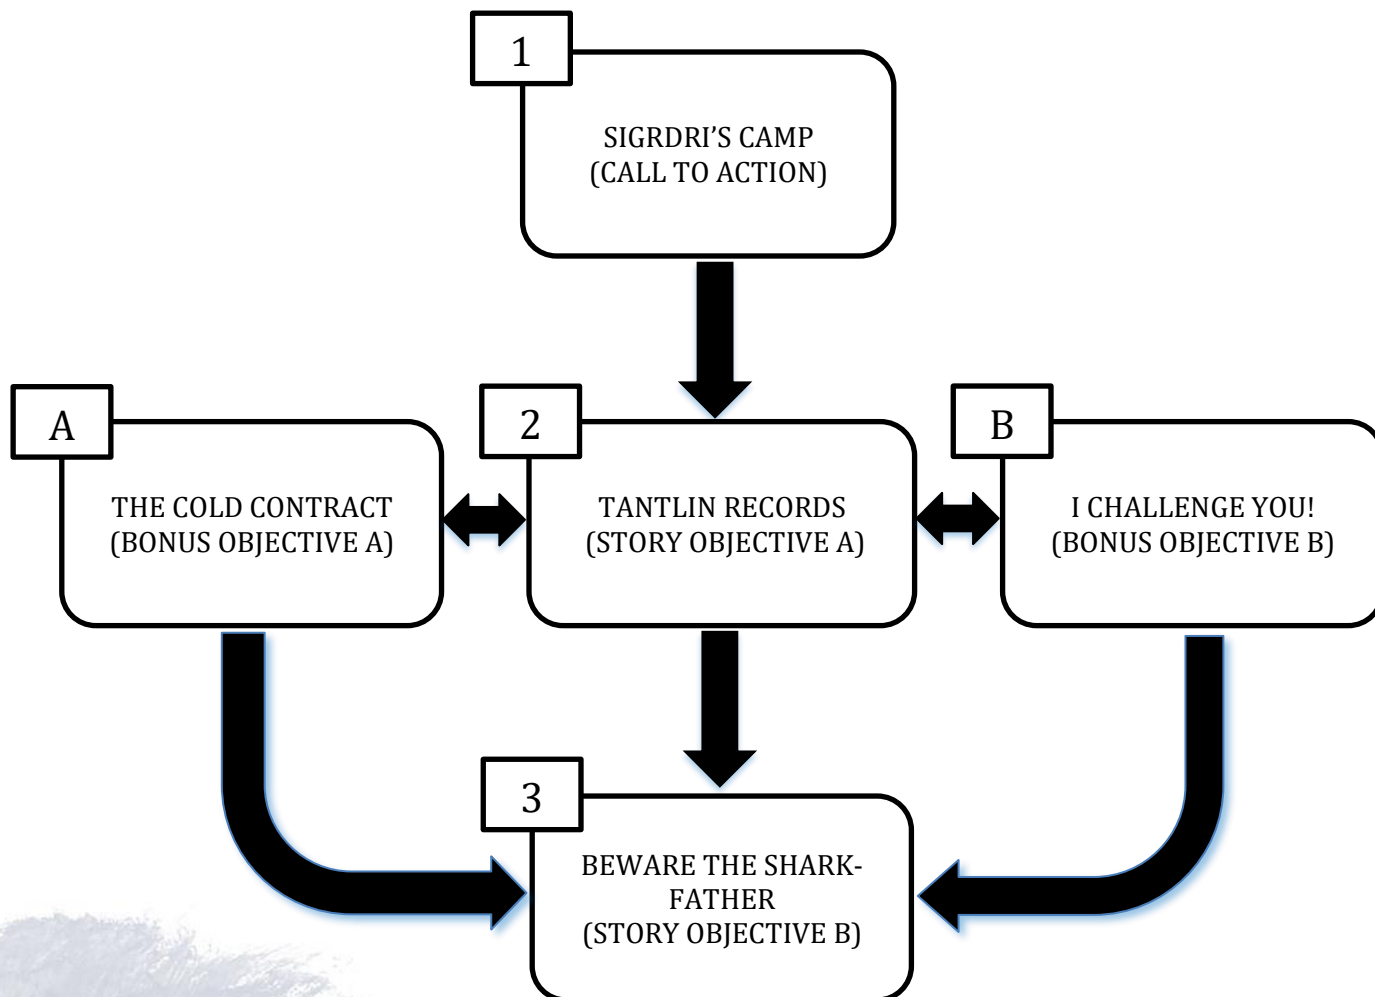 1
SIGRDRI’S CAMP
(CALL TO ACTION)
A
THE COLD CONTRACT
(BONUS OBJECTIVE A)
2
TANTLIN RECORDS
(STORY OBJECTIVE A)
B
I CHALLENGE YOU!
(BONUS OBJECTIVE B)
3
BEWARE THE SHARK-
FATHER
(STORY OBJECTIVE B)